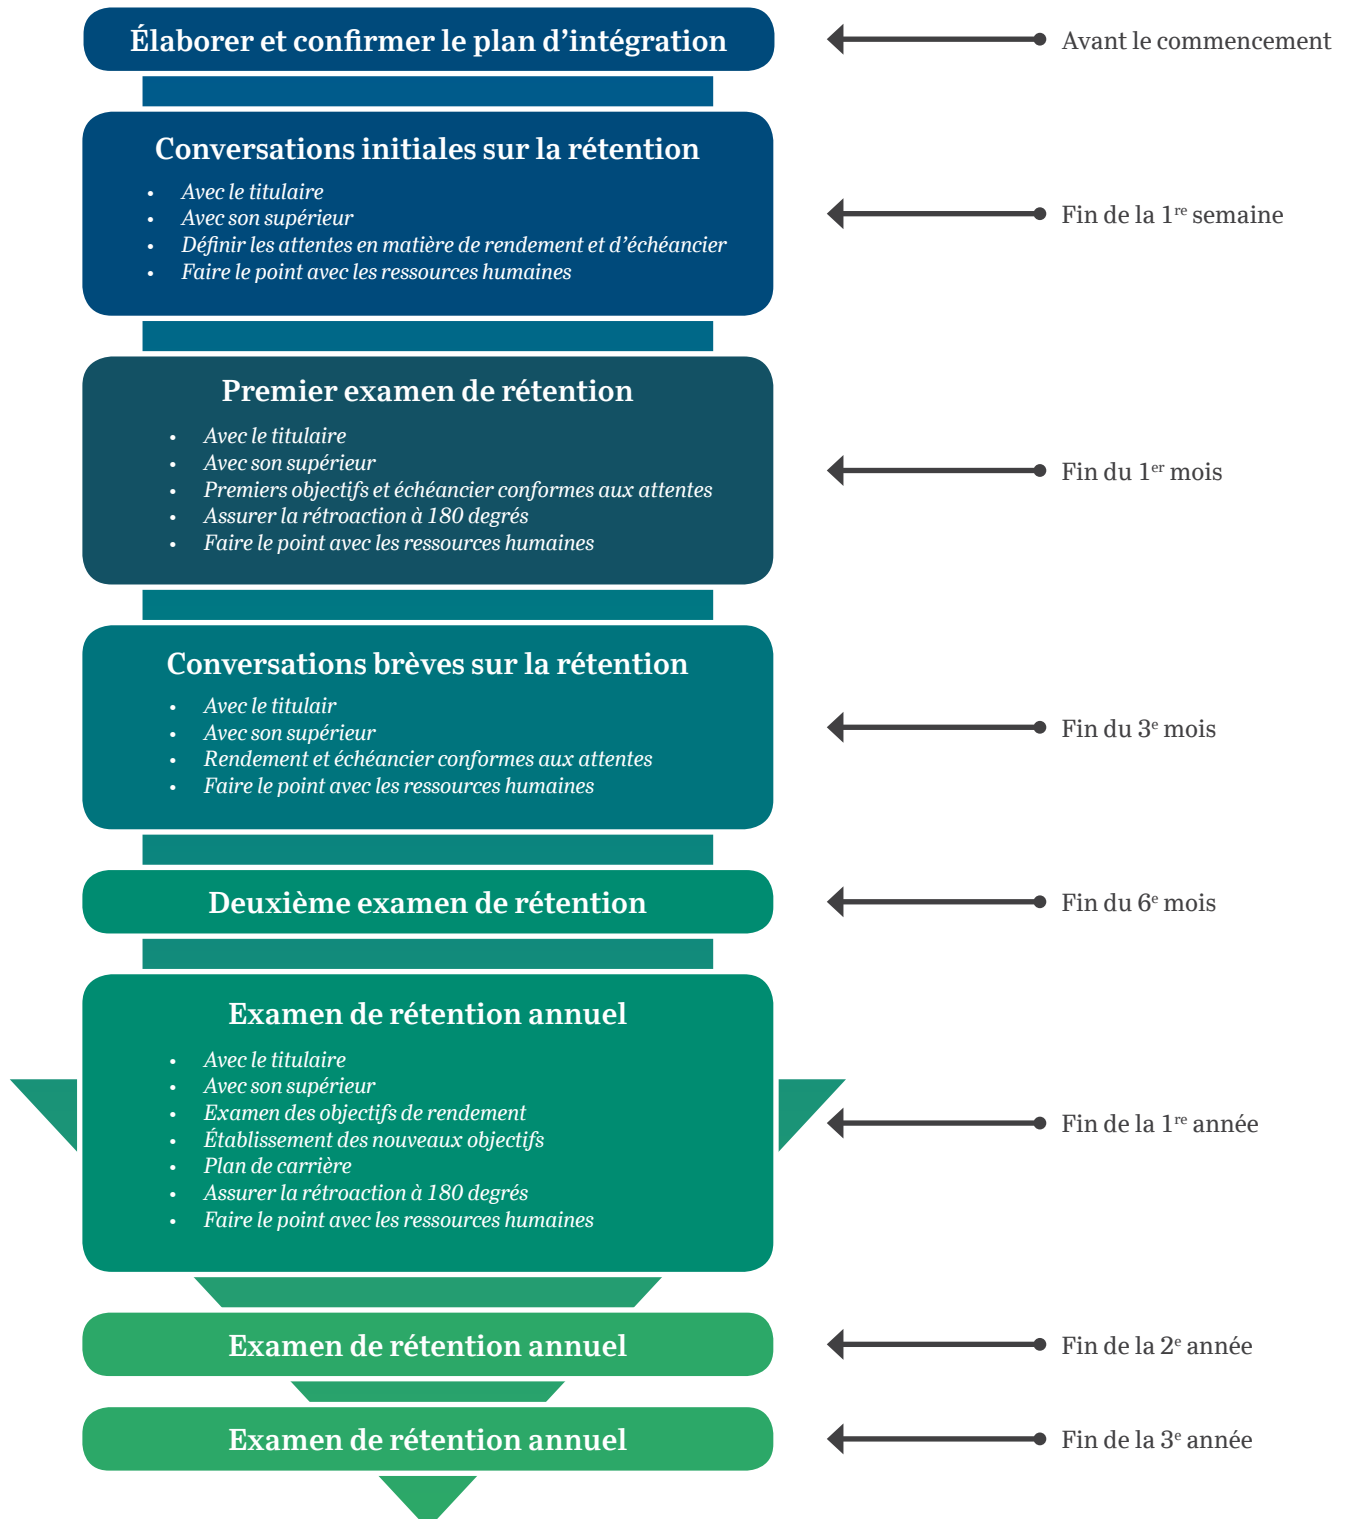 Élaborer et confirmer le plan d’intégration
Avant le commencement
Conversations initiales sur la rétention
• Avec le titulaire
• Avec son supérieur
• Définir les attentes en matière de rendement et d’échéancier
• Faire le point avec les ressources humaines
Fin de la 1re semaine
Premier examen de rétention
• Avec le titulaire
• Avec son supérieur
• Premiers objectifs et échéancier conformes aux attentes
• Assurer la rétroaction à 180 degrés
• Faire le point avec les ressources humaines
Fin du 1er mois
Conversations brèves sur la rétention
• Avec le titulair
• Avec son supérieur
• Rendement et échéancier conformes aux attentes
• Faire le point avec les ressources humaines
Fin du 3e mois
Deuxième examen de rétention
Fin du 6e mois
Examen de rétention annuel
• Avec le titulaire
• Avec son supérieur
• Examen des objectifs de rendement
• Établissement des nouveaux objectifs
• Plan de carrière
• Assurer la rétroaction à 180 degrés
• Faire le point avec les ressources humaines
Fin de la 1re année
Examen de rétention annuel
Fin de la 2e année
Examen de rétention annuel
Fin de la 3e année